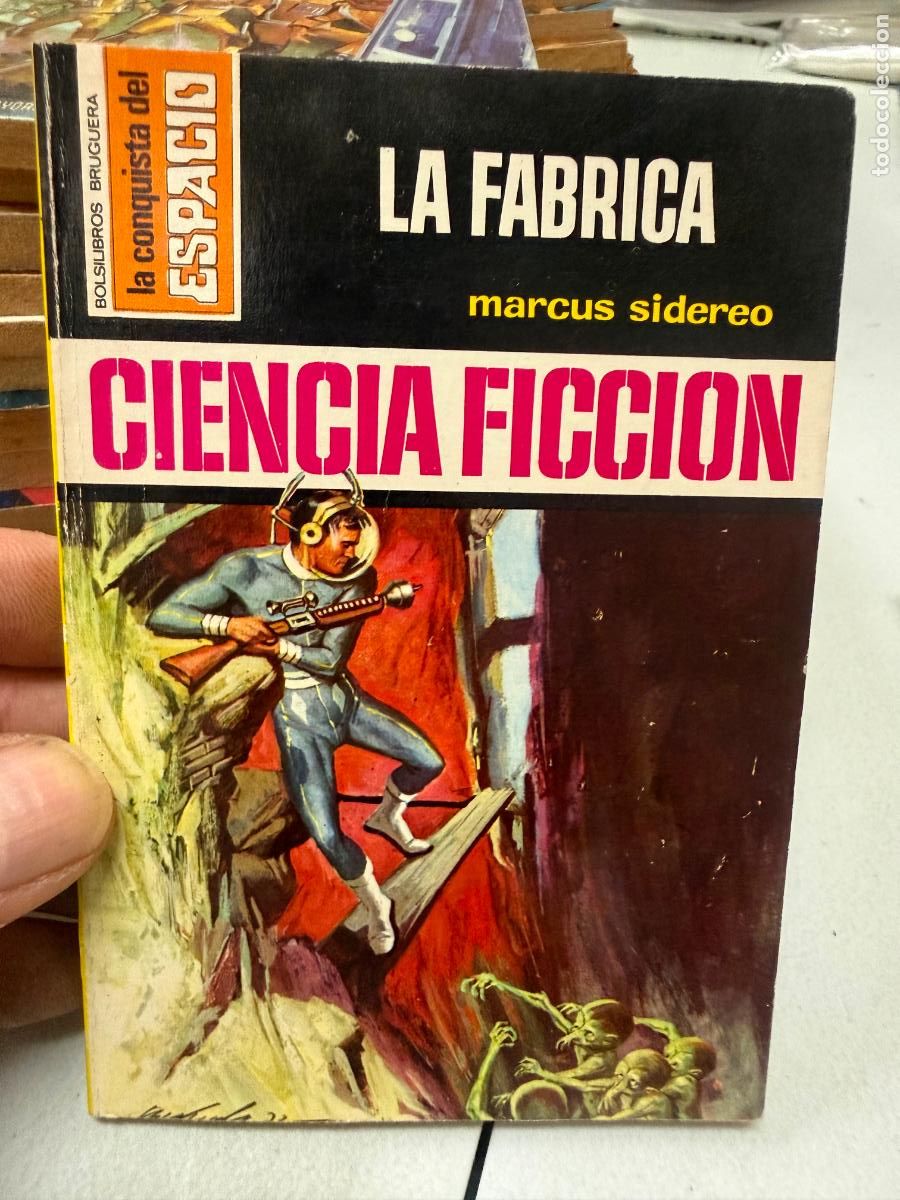 BOLSILIBROS BRUGUERA
la conquista del
ESPACIO
LA FABRICA
marcus sidereo
CIENCIA FICCION
todocoleccion